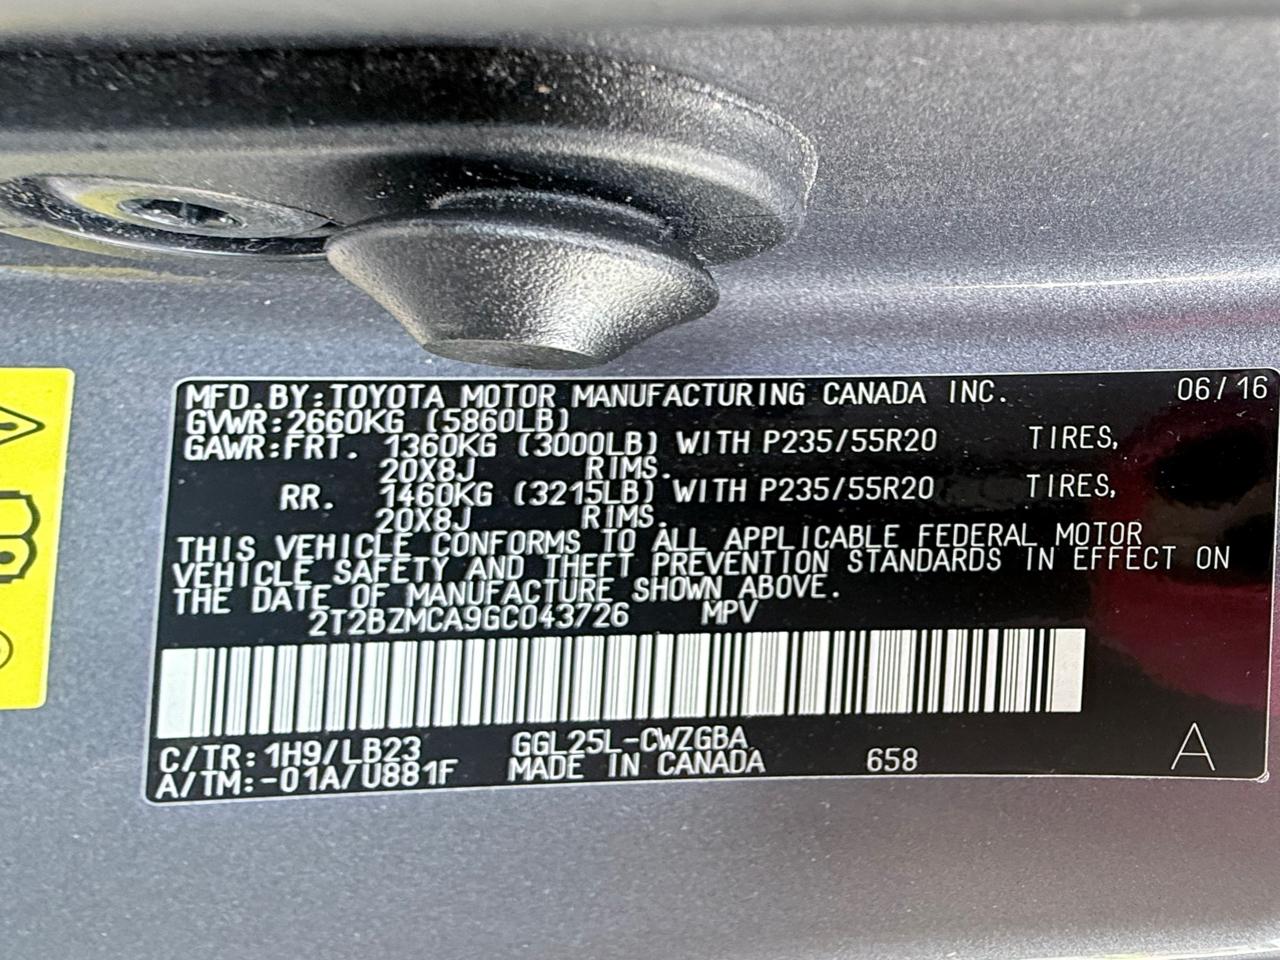 MFD.BY:TOYOTA MOTOR MANUFACTURING CANADA INC. 06/16
GVWR:2660KG (5860LB)
GAWR:FRT. 1360KG (3000LB) WITH P235/55R20 TIRES,
20X8J RIMS.
RR. 1460KG (3215LB) WITH P235/55R20 TIRES,
20X8J RIMS.
THIS VEHICLE CONFORMS TO ALL APPLICABLE FEDERAL MOTOR
VEHICLE SAFETY AND THEFT PREVENTION STANDARDS IN EFFECT ON
THE DATE OF MANUFACTURE SHOWN ABOVE.
2T2BZMCA9GC043726 MPV
C/TR:1H9/LB23 GGL25L-CWZGBA
A/TM:-01A/U881F MADE IN CANADA 658 A